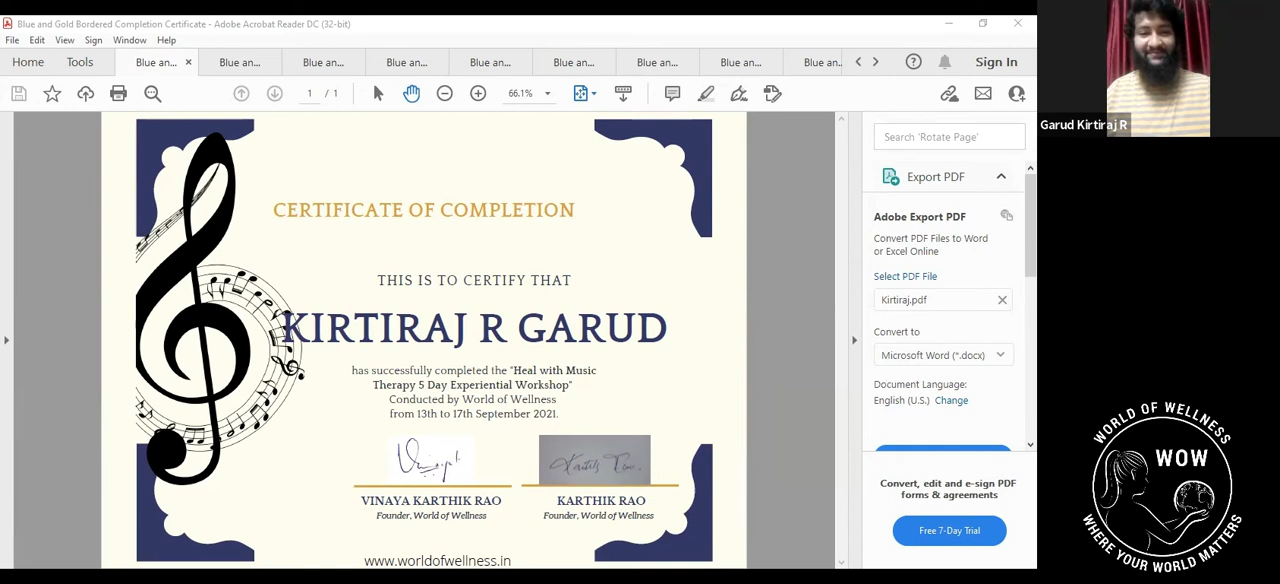 Blue and Gold Bordered Completion Certificate - Adobe Acrobat Reader DC (32-bit)
File Edit View Sign Window Help
Home Tools Blue an... Blue an... Blue an... Blue an... Blue an... Blue an... Blue an... Blue an... Blue an. Sign In
1 / 1 66.1%
Garud Kirtiraj R
Search 'Rotate Page'
Export PDF
Adobe Export PDF
Convert PDF Files to Word
or Excel Online
Select PDF File
Kirtiraj.pdf
Convert to
Microsoft Word (*.docx)
Document Language:
English (U.S.) Change
Convert, edit and e-sign PDF
forms & agreements
Free 7-Day Trial
CERTIFICATE OF COMPLETION
THIS IS TO CERTIFY THAT
KIRTIRAJ R GARUD
has successfully completed the "Heal with Music
Therapy 5 Day Experiential Workshop"
Conducted by World of Wellness
from 13th to 17th September 2021.
VINAYA KARTHIK RAO
Founder, World of Wellness
KARTHIK RAO
Founder, World of Wellness
www.worldofwellness.in
WORLD OF WELLNESS
WOW
WHERE YOUR WORLD MATTERS